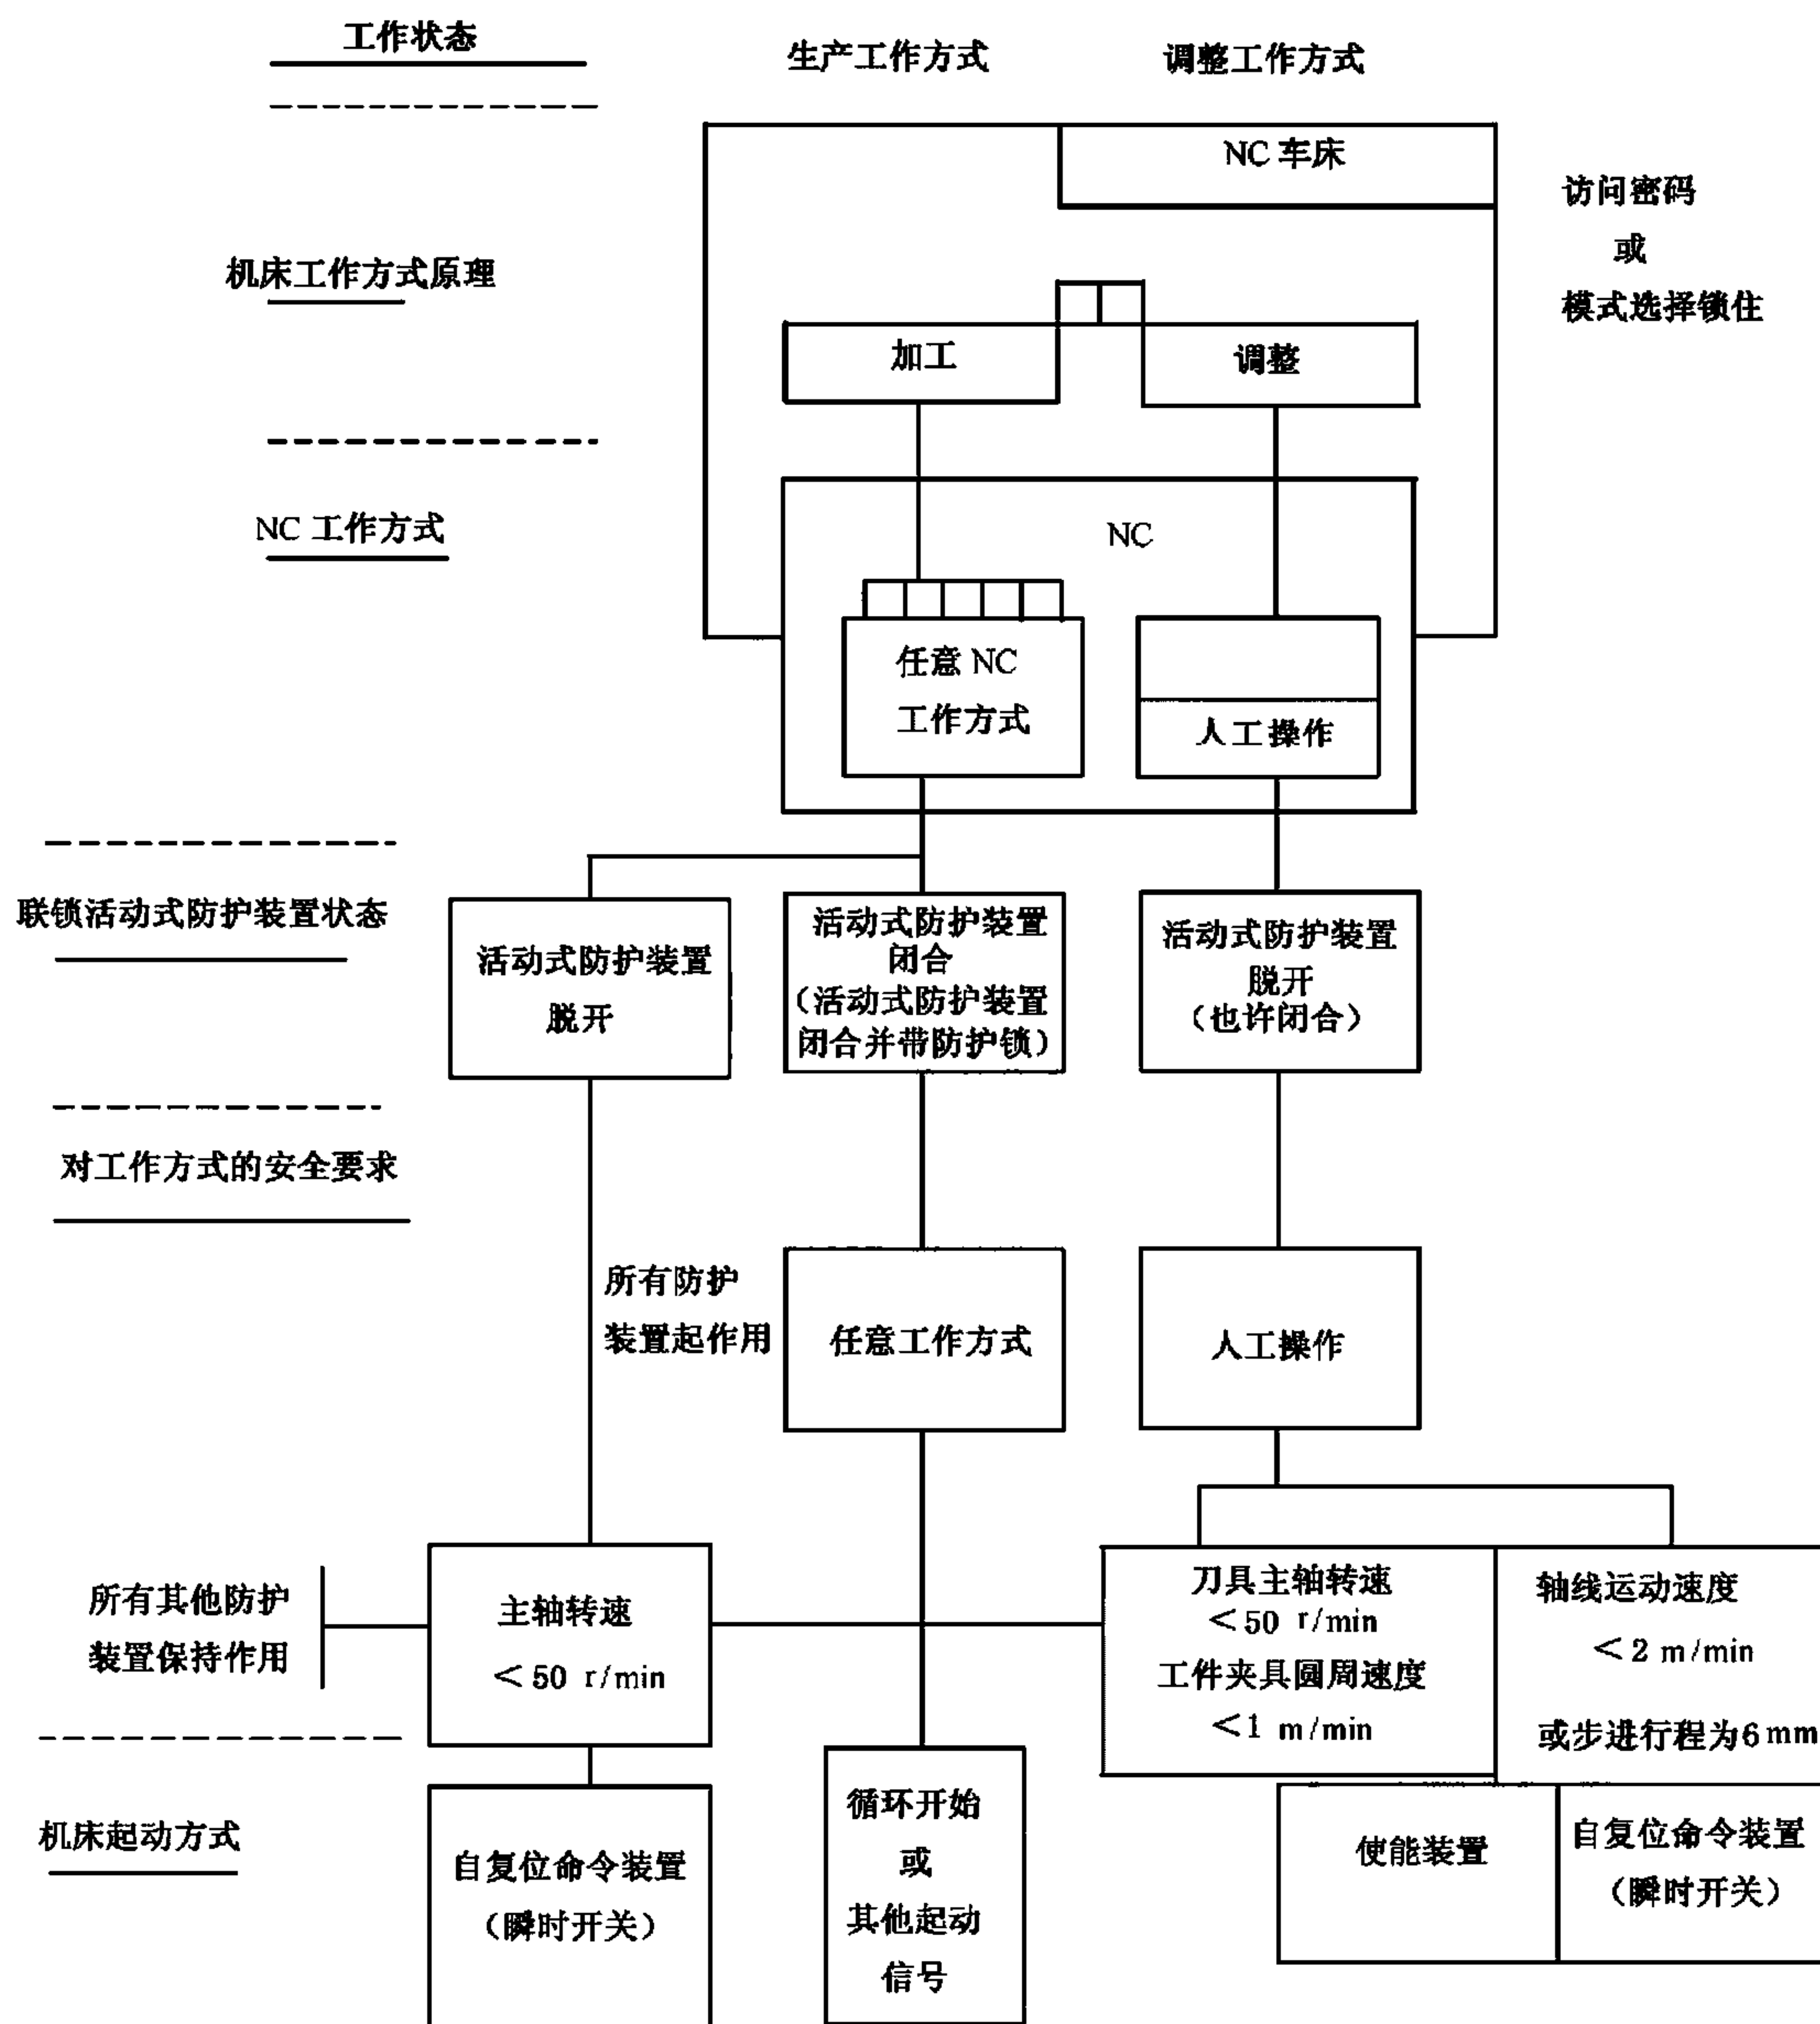 工作状态
生产工作方式
调整工作方式
NC 车床
访问密码
或
模式选择锁住
机床工作方式原理
加工
调整
NC 工作方式
NC
任意 NC
工作方式
人工操作
联锁活动式防护装置状态
活动式防护装置
脱开
活动式防护装置
闭合
(活动式防护装置
闭合并带防护锁)
活动式防护装置
脱开
(也许闭合)
对工作方式的安全要求
所有防护
装置起作用
任意工作方式
人工操作
所有其他防护
装置保持作用
主轴转速
<50 r/min
刀具主轴转速
<50 r/min
工件夹具圆周速度
<1 m/min
轴线运动速度
<2 m/min
或步进行程为6mm
机床起动方式
自复位命令装置
(瞬时开关)
循环开始
或
其他起动
信号
使能装置
自复位命令装置
(瞬时开关)